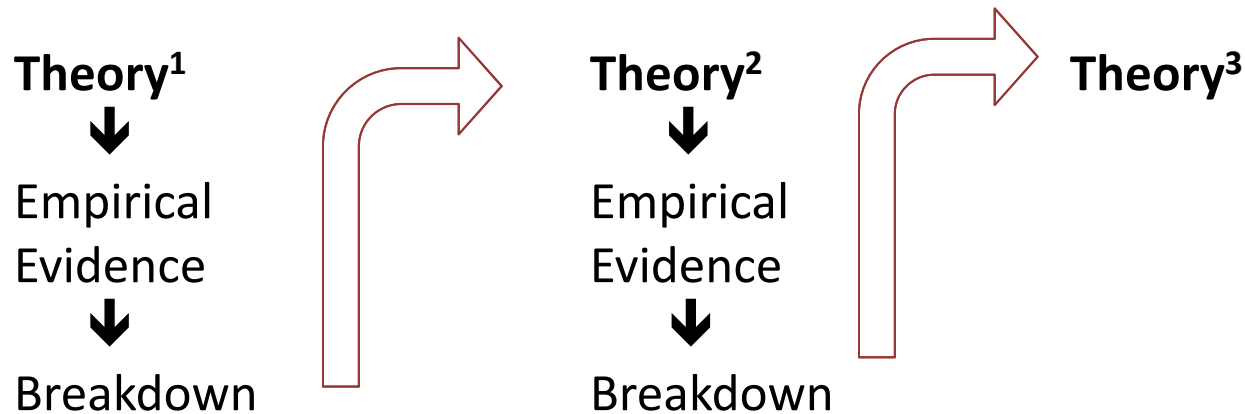 Theory¹
Empirical
Evidence
Breakdown
Theory²
Empirical
Evidence
Breakdown
Theory³